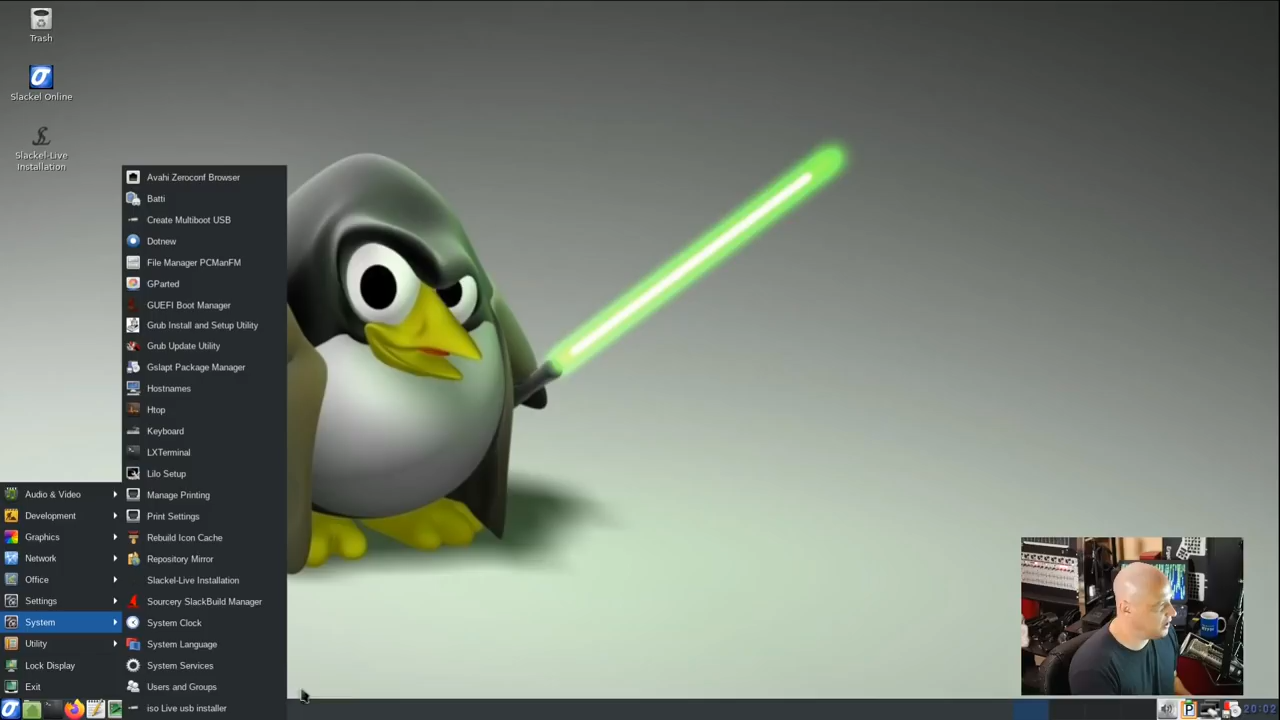 Trash
Slackel Online
Slackel-Live
Installation
Avahi Zeroconf Browser
Batti
Create Multiboot USB
Dotnew
File Manager PCManFM
GParted
GUEFI Boot Manager
Grub Install and Setup Utility
Grub Update Utility
Gslapt Package Manager
Hostnames
Htop
Keyboard
LXTerminal
Lilo Setup
Manage Printing
Print Settings
Rebuild Icon Cache
Repository Mirror
Slackel-Live Installation
Sourcery SlackBuild Manager
System Clock
System Language
System Services
Users and Groups
iso Live usb installer
Audio & Video
Development
Graphics
Network
Office
Settings
System
Utility
Lock Display
Exit
20:02